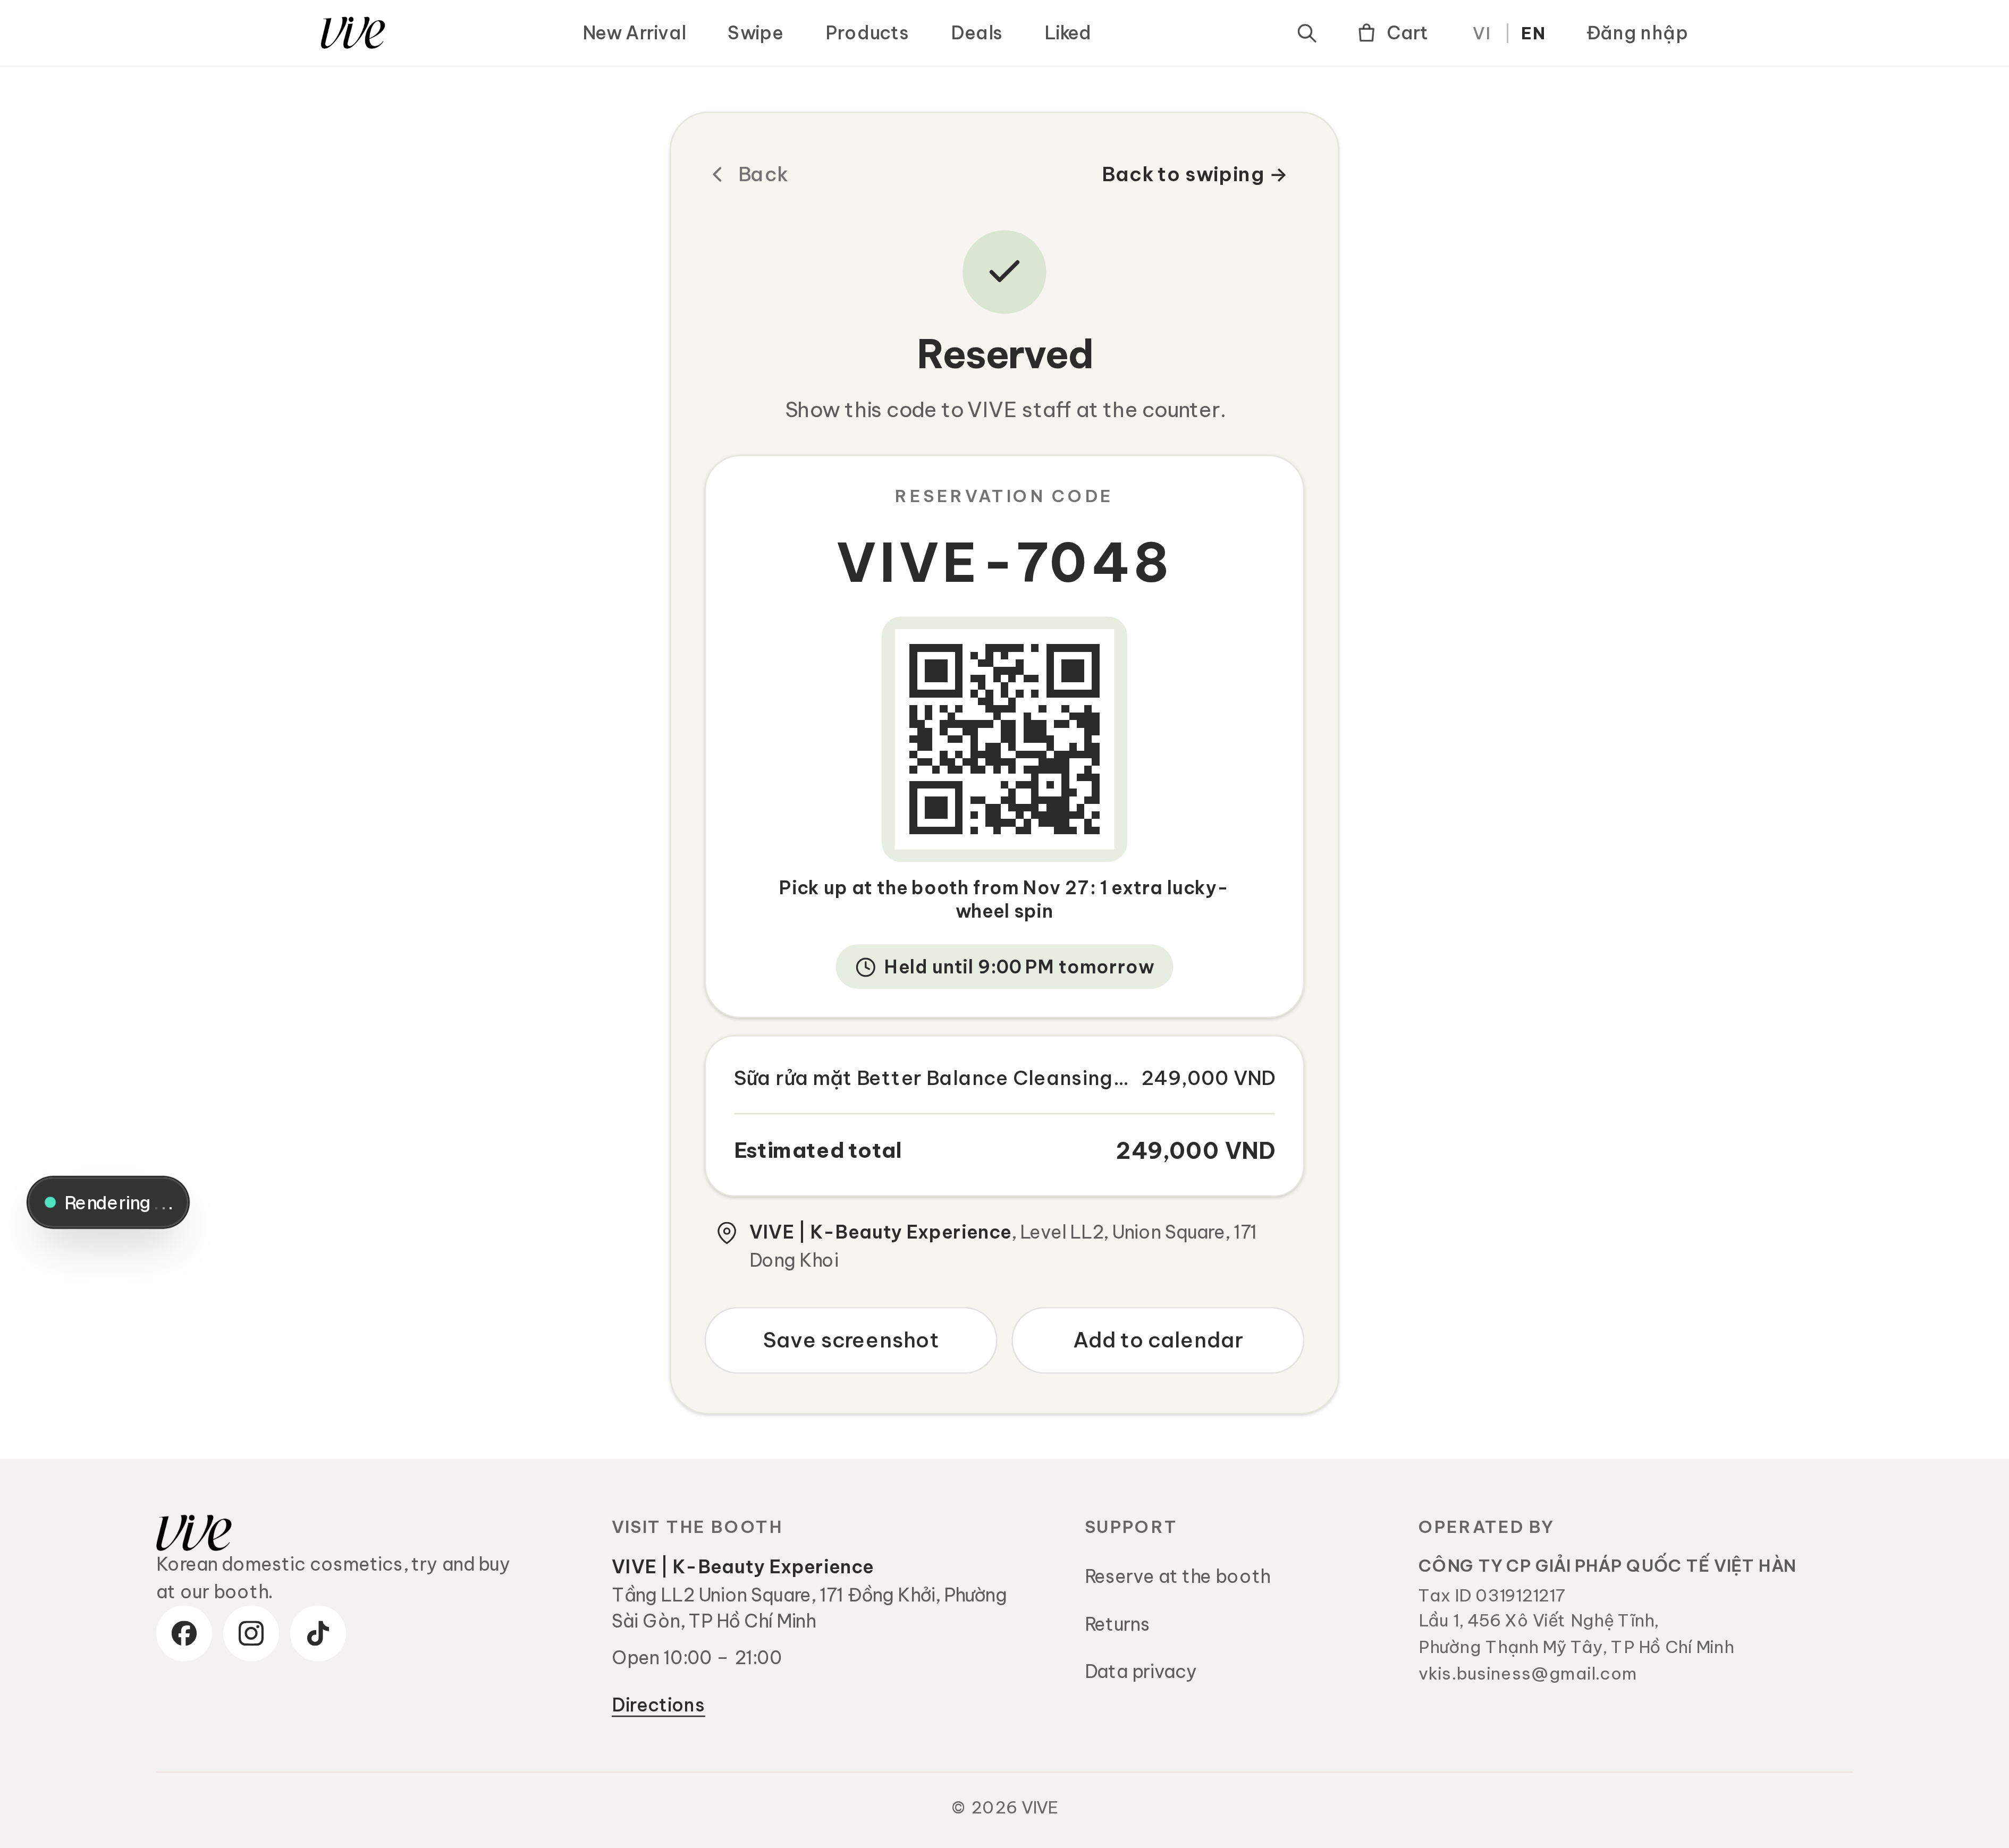 vive
New Arrival
Swipe
Products
Deals
Liked
Cart
VI | EN
Đăng nhập
Back
Back to swiping →
Reserved
Show this code to VIVE staff at the counter.
RESERVATION CODE
VIVE-7048
Pick up at the booth from Nov 27: 1 extra lucky-
wheel spin
Held until 9:00 PM tomorrow
Sữa rửa mặt Better Balance Cleansing... 249,000 VND
Estimated total 249,000 VND
Rendering ...
VIVE | K-Beauty Experience, Level LL2, Union Square, 171
Dong Khoi
Save screenshot
Add to calendar
vive
Korean domestic cosmetics, try and buy
at our booth.
VISIT THE BOOTH
VIVE | K-Beauty Experience
Tầng LL2 Union Square, 171 Đồng Khởi, Phường
Sài Gòn, TP Hồ Chí Minh
Open 10:00 – 21:00
Directions
SUPPORT
Reserve at the booth
Returns
Data privacy
OPERATED BY
CÔNG TY CP GIẢI PHÁP QUỐC TẾ VIỆT HÀN
Tax ID 0319121217
Lầu 1, 456 Xô Viết Nghệ Tĩnh,
Phường Thạnh Mỹ Tây, TP Hồ Chí Minh
vkis.business@gmail.com
© 2026 VIVE